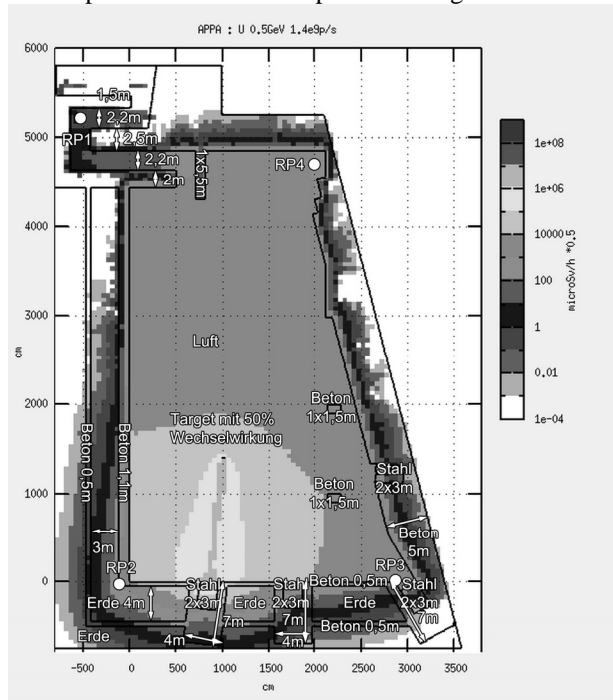 APPA : U 0.5GeV 1.4e9p/s
6000
5000
4000
3000
2000
1000
0
cm
1,5m
2,2m
RP1
2,5m
2,2m
2m
1x5,5m
RP4
Luft
Beton
1x1,5m
Target mit 50%
Wechselwirkung
Beton 0,5m
Beton 1,1m
Stahl
2x3m
Beton
1x1,5m
Beton
5m
3m
RP2
RP3
Stahl
2x3m
Stahl
2x3m
Beton 0.5m
Stahl
2x3m
Erde 4m
Erde
Erde
7m
7m
7m
Beton 0,5m
Erde
4m
4m
-500
0
500
1000
1500
2000
2500
3000
3500
cm
1e+08
1e+06
10000
100
1
0.01
1e-04
microSv/h *0.5